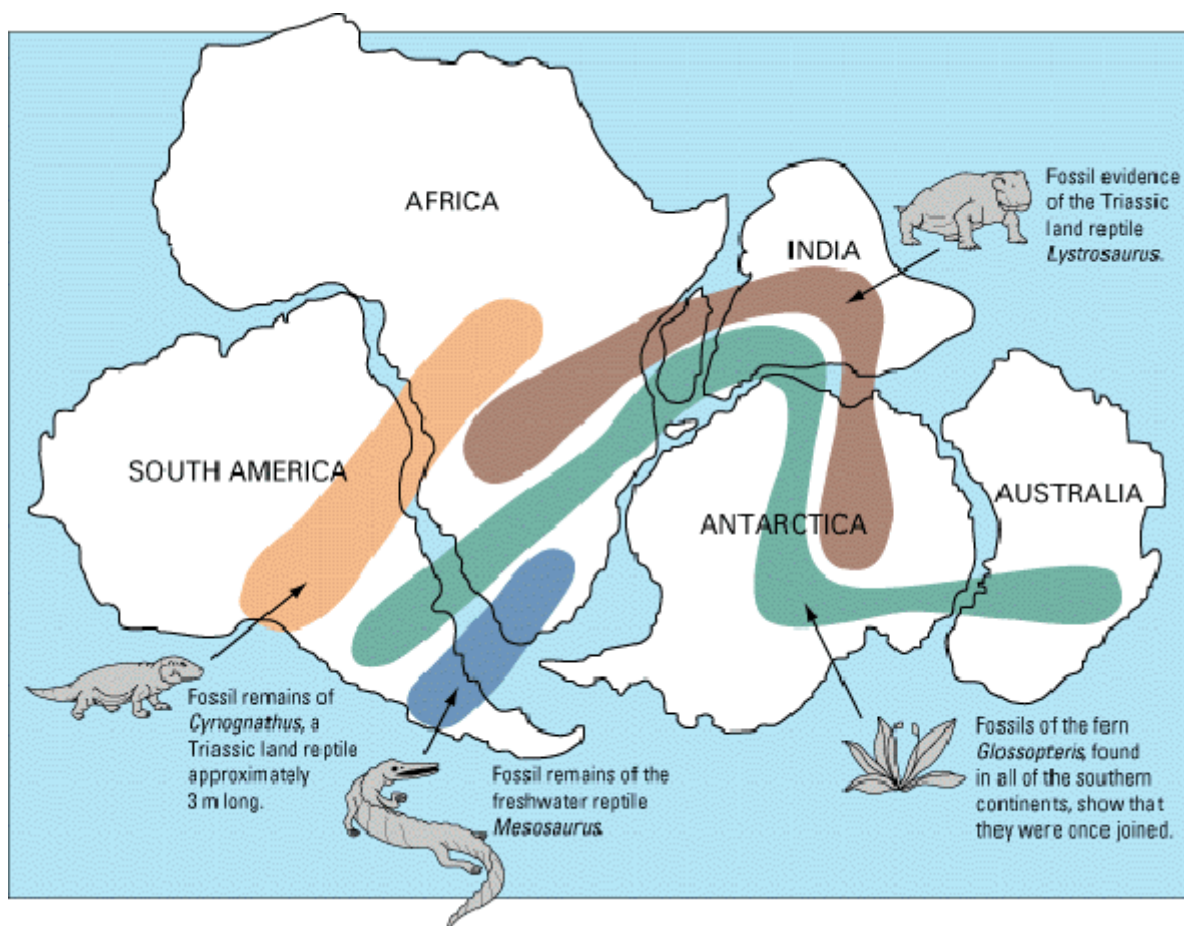 AFRICA
INDIA
Fossil evidence
of the Triassic
land reptile
Lystrosaurus.
SOUTH AMERICA
ANTARCTICA
AUSTRALIA
Fossil remains of
Cynognathus, a
Triassic land reptile
approximately
3 m long.
Fossil remains of the
freshwater reptile
Mesosaurus.
Fossils of the fern
Glossopteris, found
in all of the southern
continents, show that
they were once joined.